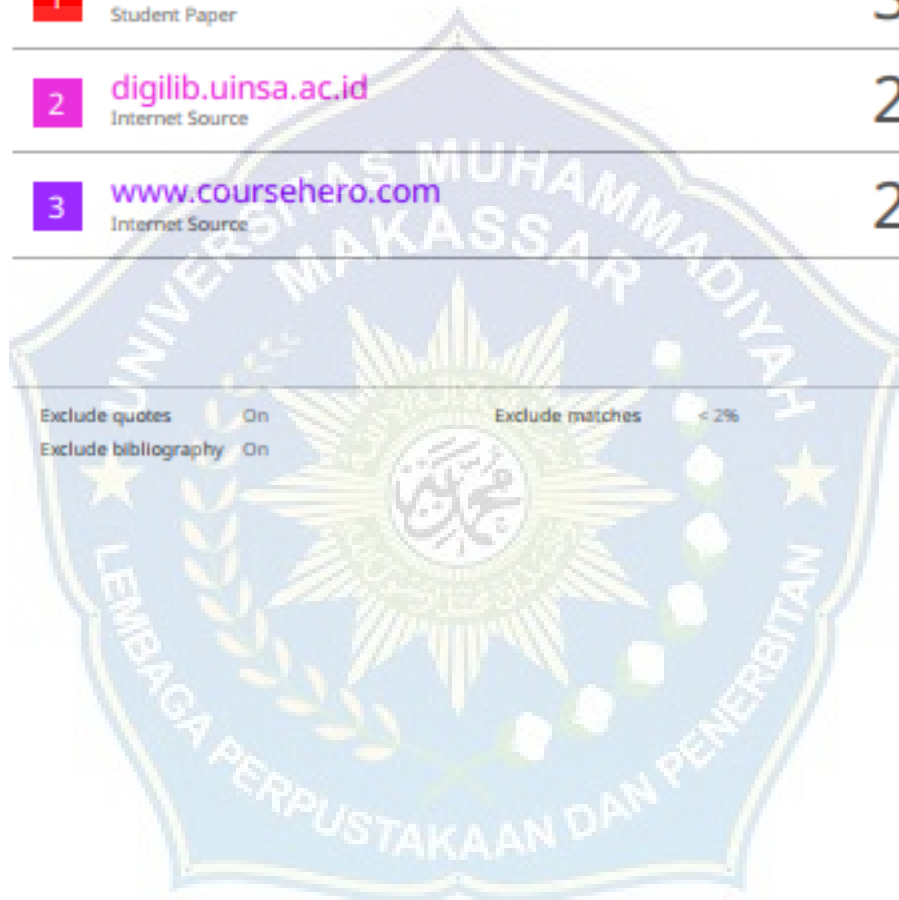 1
Student Paper
2 digilib.uinsa.ac.id 2
Internet Source
3 www.coursehero.com 2
Internet Source
Exclude quotes On Exclude matches < 2%
Exclude bibliography On
UNIVERSITAS MUHAMMADIYAH
MAKASSAR
LEMBAGA PERPUSTAKAAN DAN PENERBITAN